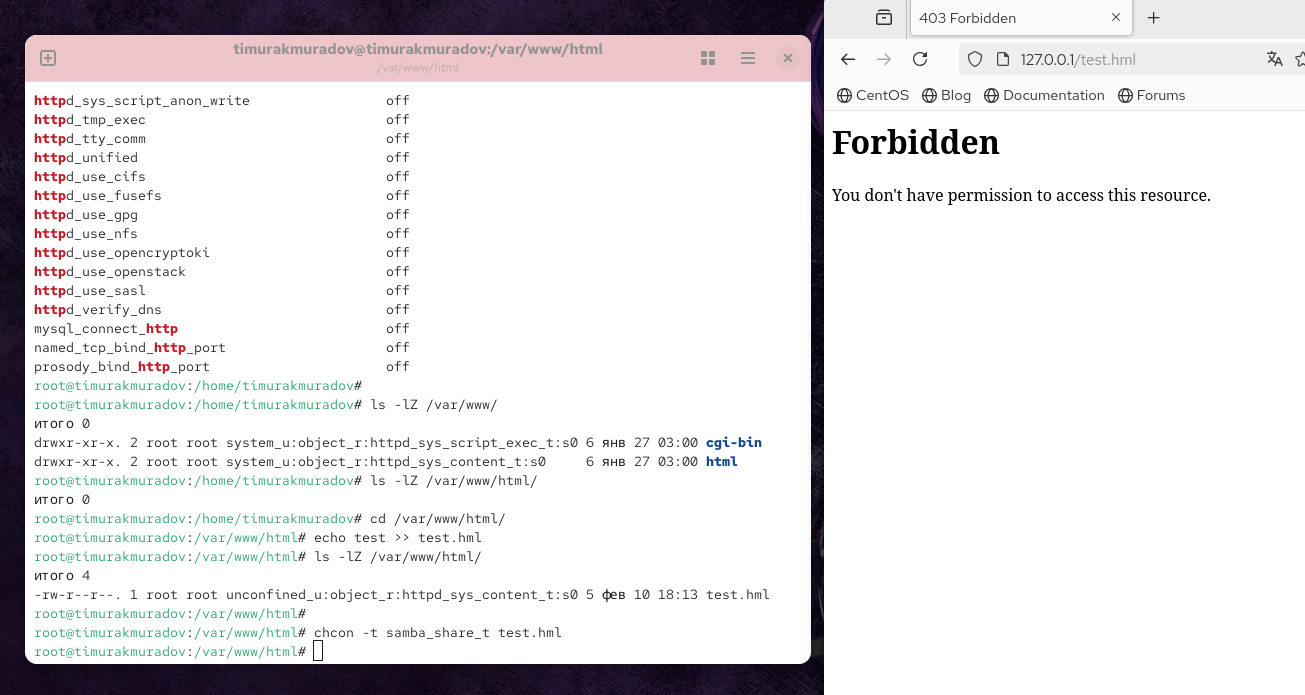 timurakmuradov@timurakmuradov:/var/www/html
/var/www/html
httpd_sys_script_anon_write off
httpd_tmp_exec off
httpd_tty_comm off
httpd_unified off
httpd_use_cifs off
httpd_use_fusefs off
httpd_use_gpg off
httpd_use_nfs off
httpd_use_opencryptoki off
httpd_use_openstack off
httpd_use_sasl off
httpd_verify_dns off
mysql_connect_http off
named_tcp_bind_http_port off
prosody_bind_http_port off
root@timurakmuradov:/home/timurakmuradov#
root@timurakmuradov:/home/timurakmuradov# ls -lZ /var/www/
итого 0
drwxr-xr-x. 2 root root system_u:object_r:httpd_sys_script_exec_t:s0 6 янв 27 03:00 cgi-bin
drwxr-xr-x. 2 root root system_u:object_r:httpd_sys_content_t:s0 6 янв 27 03:00 html
root@timurakmuradov:/home/timurakmuradov# ls -lZ /var/www/html/
итого 0
root@timurakmuradov:/home/timurakmuradov# cd /var/www/html/
root@timurakmuradov:/var/www/html# echo test >> test.hml
root@timurakmuradov:/var/www/html# ls -lZ /var/www/html/
итого 4
-rw-r--r--. 1 root root unconfined_u:object_r:httpd_sys_content_t:s0 5 фев 10 18:13 test.hml
root@timurakmuradov:/var/www/html#
root@timurakmuradov:/var/www/html# chcon -t samba_share_t test.hml
root@timurakmuradov:/var/www/html#
403 Forbidden
127.0.0.1/test.hml
CentOS Blog Documentation Forums
Forbidden
You don't have permission to access this resource.